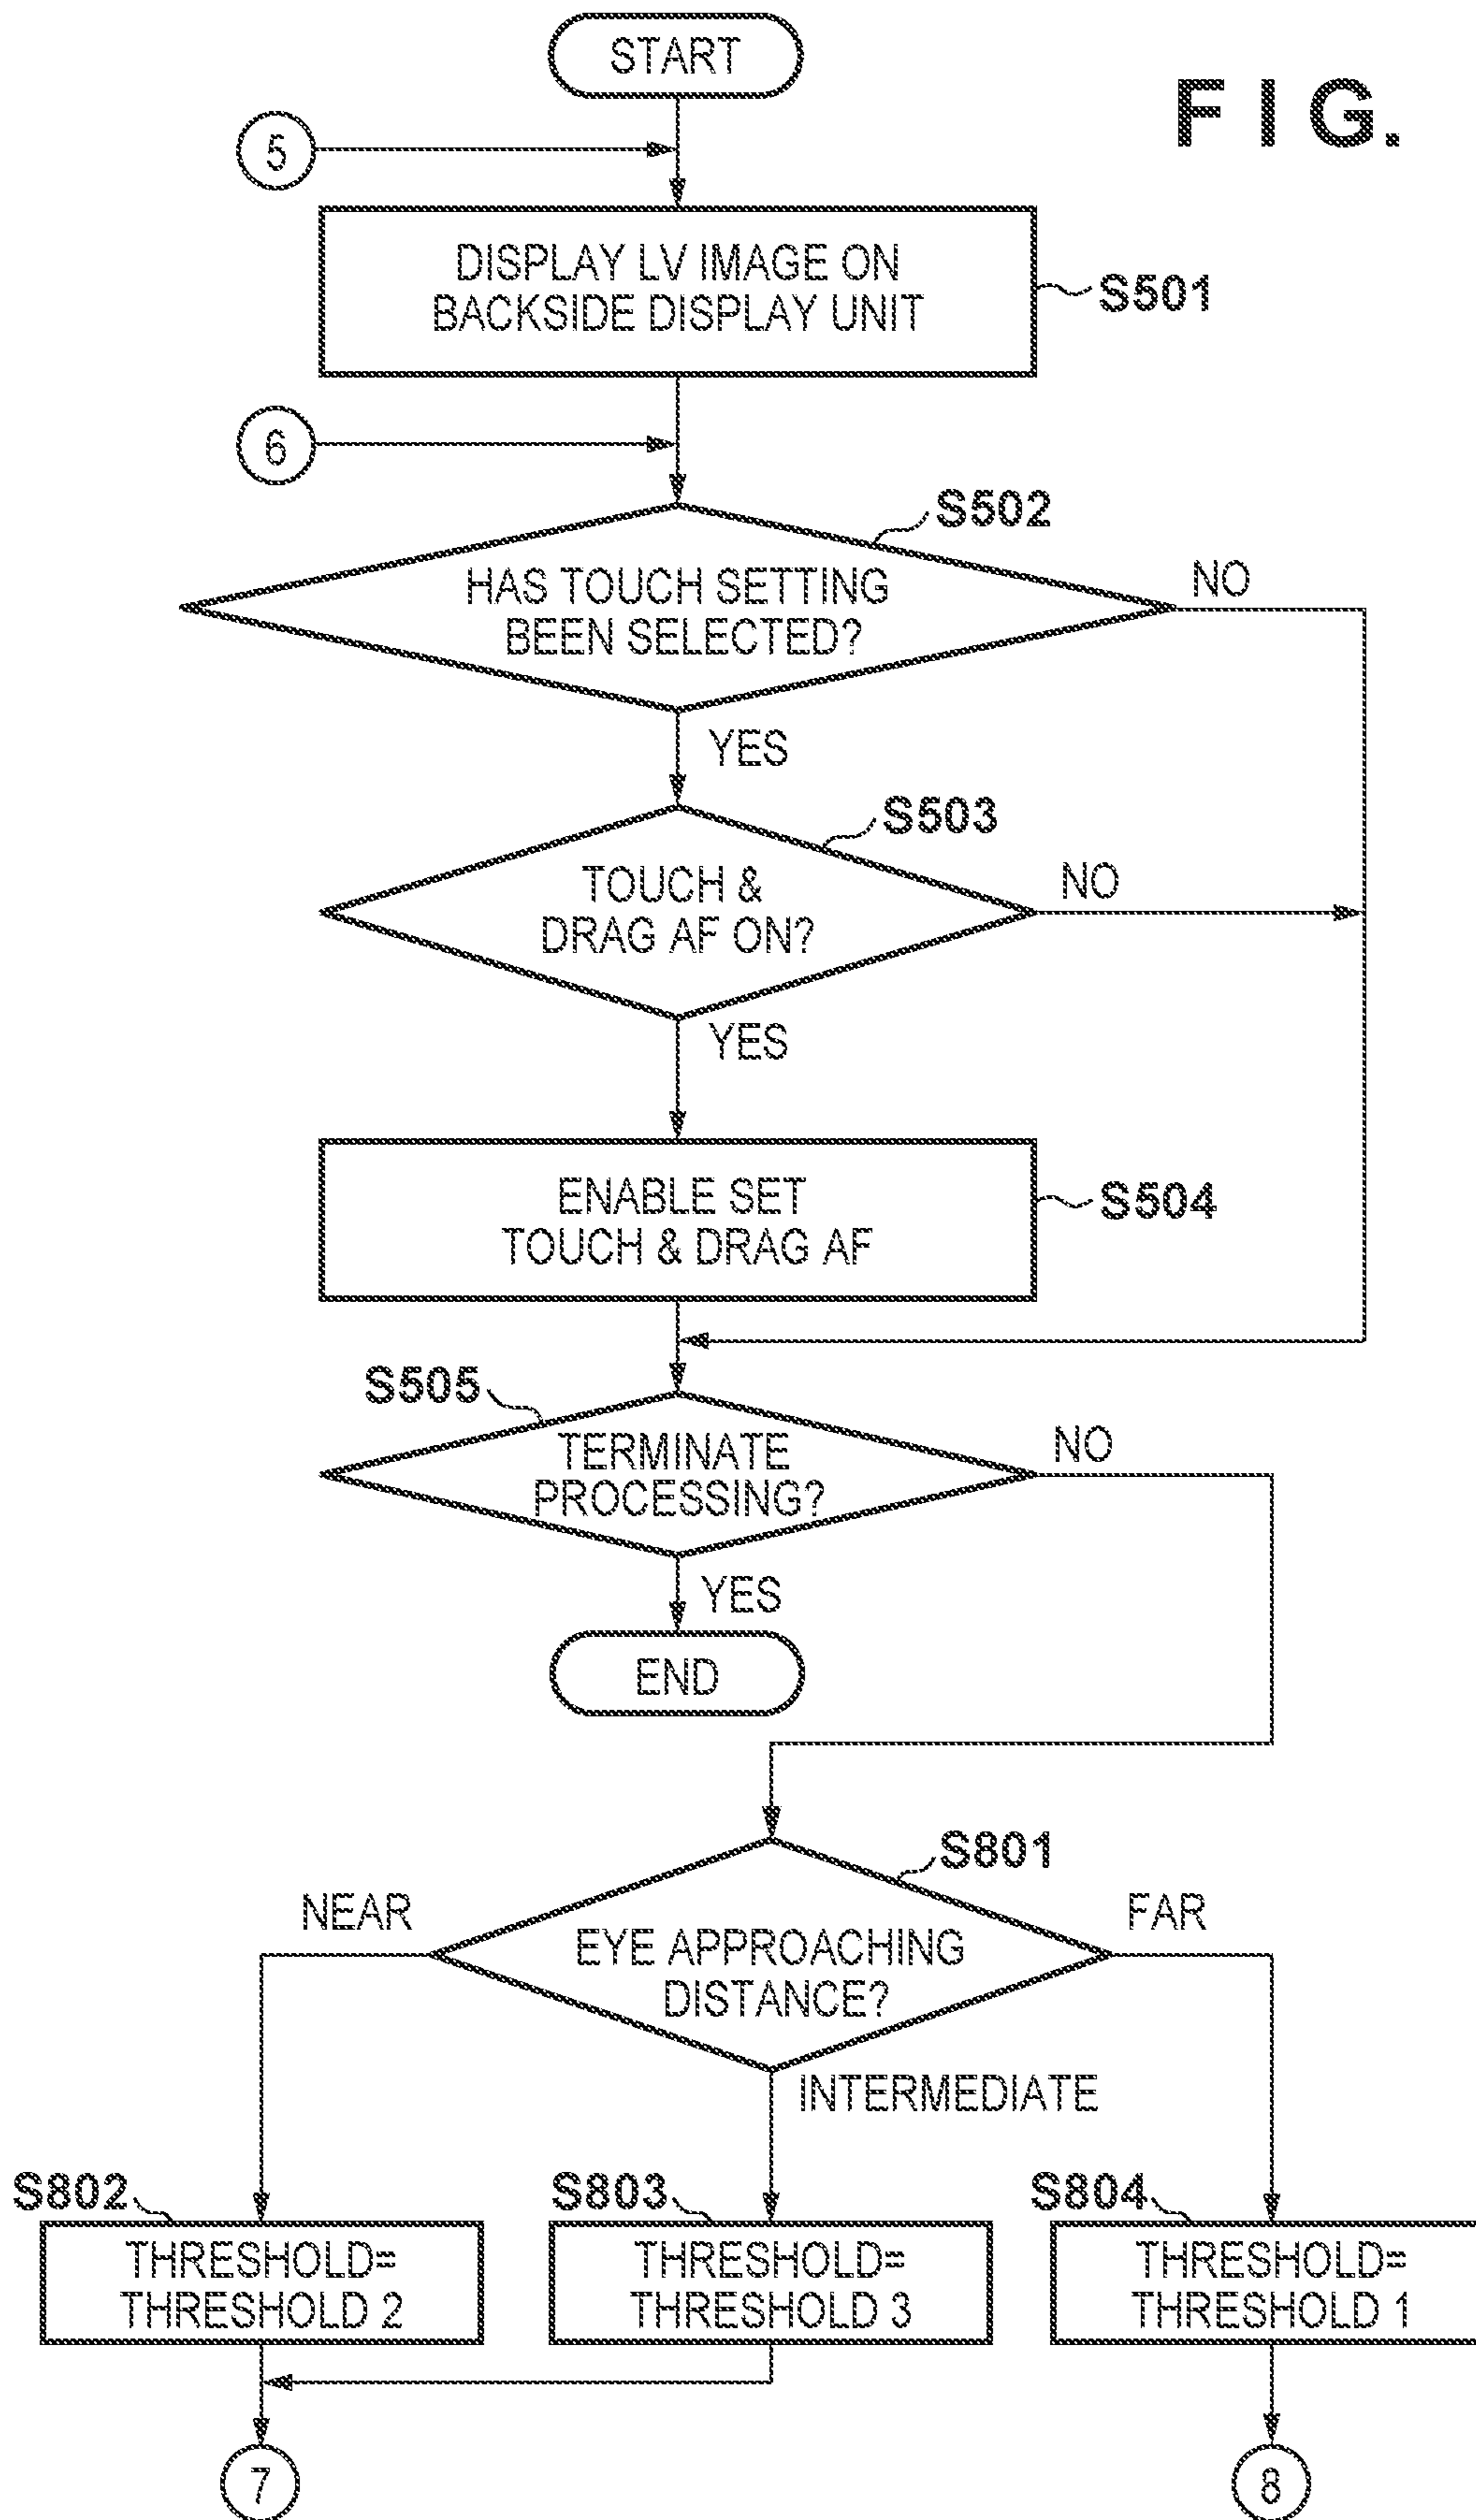 START
F I G.
5
DISPLAY LV IMAGE ON
BACKSIDE DISPLAY UNIT
S501
6
S502
HAS TOUCH SETTING
BEEN SELECTED?
NO
YES
S503
TOUCH &
DRAG AF ON?
NO
YES
ENABLE SET
TOUCH & DRAG AF
S504
S505
TERMINATE
PROCESSING?
NO
YES
END
S801
NEAR
EYE APPROACHING
DISTANCE?
FAR
INTERMEDIATE
S802
THRESHOLD=
THRESHOLD 2
S803
THRESHOLD=
THRESHOLD 3
S804
THRESHOLD=
THRESHOLD 1
7
8